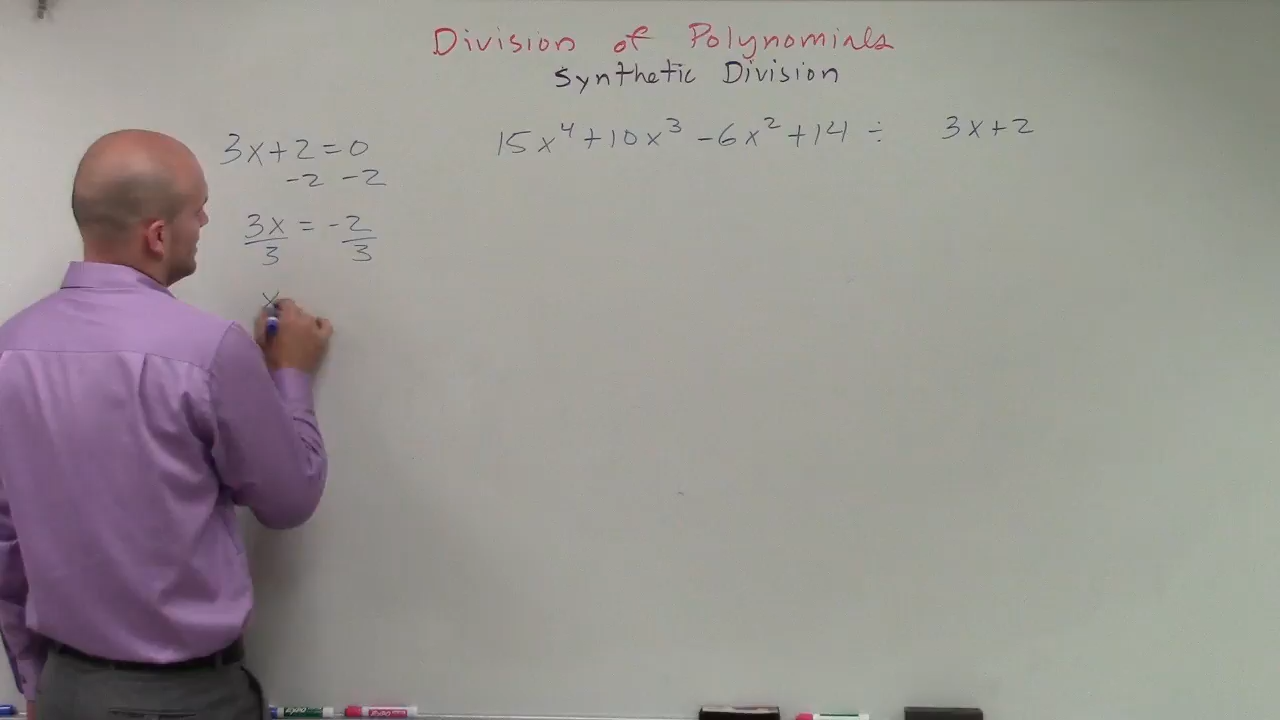 Division of Polynomials
Synthetic Division
15x⁴+10x³-6x²+14 ÷ 3x+2
3x+2=0
-2 -2
3x = -2
3 3
x
EXPO